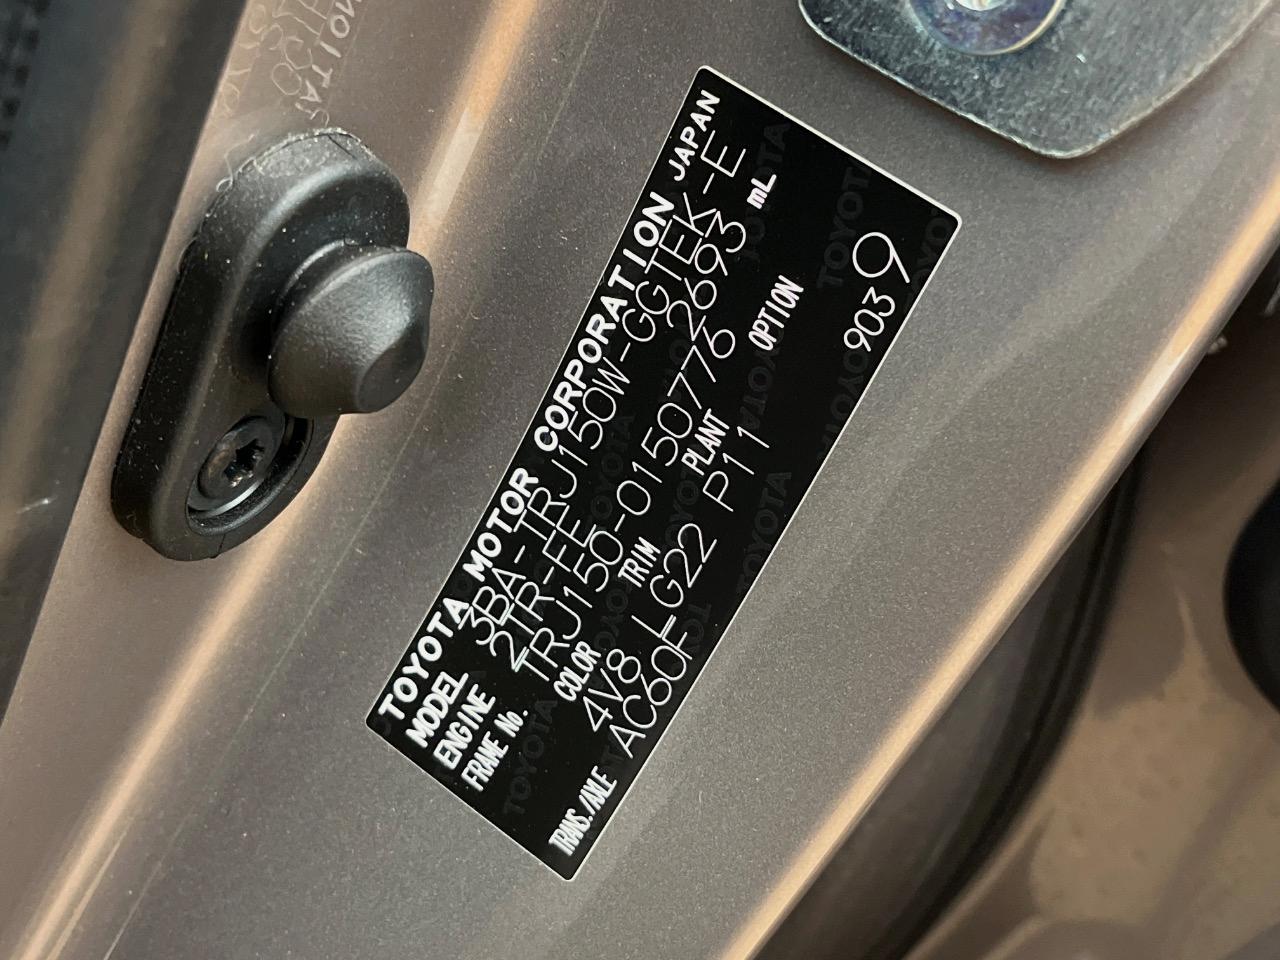 TOYOTA MOTOR CORPORATION JAPAN
MODEL 3BA-TRJ150W-GGTEK-E
ENGINE 2TR-FE 2693 mL
FRAME No. TRJ150-0150776
COLOR TRIM PLANT OPTION
4V8 LG22 P11
TRANS./AXLE AC60F
9039